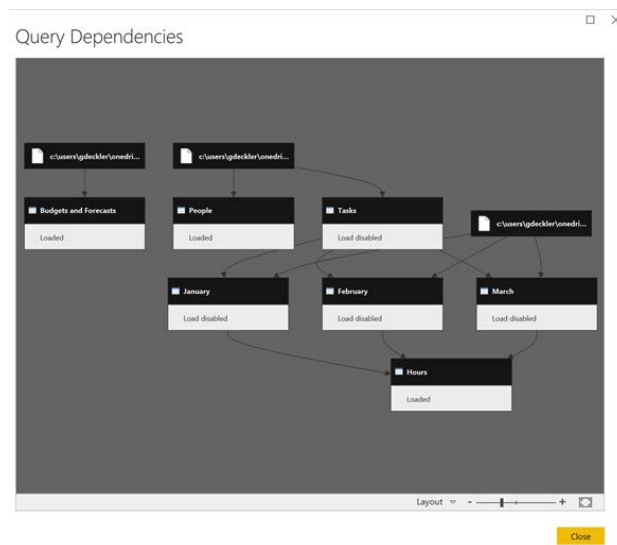 Query Dependencies
c:\users\gdeckler\onedri...
c:\users\gdeckler\onedri...
Budgets and Forecasts
Loaded
People
Loaded
Tasks
Load disabled
c:\users\gdeckler\onedri...
January
Load disabled
February
Load disabled
March
Load disabled
Hours
Loaded
Layout
Close